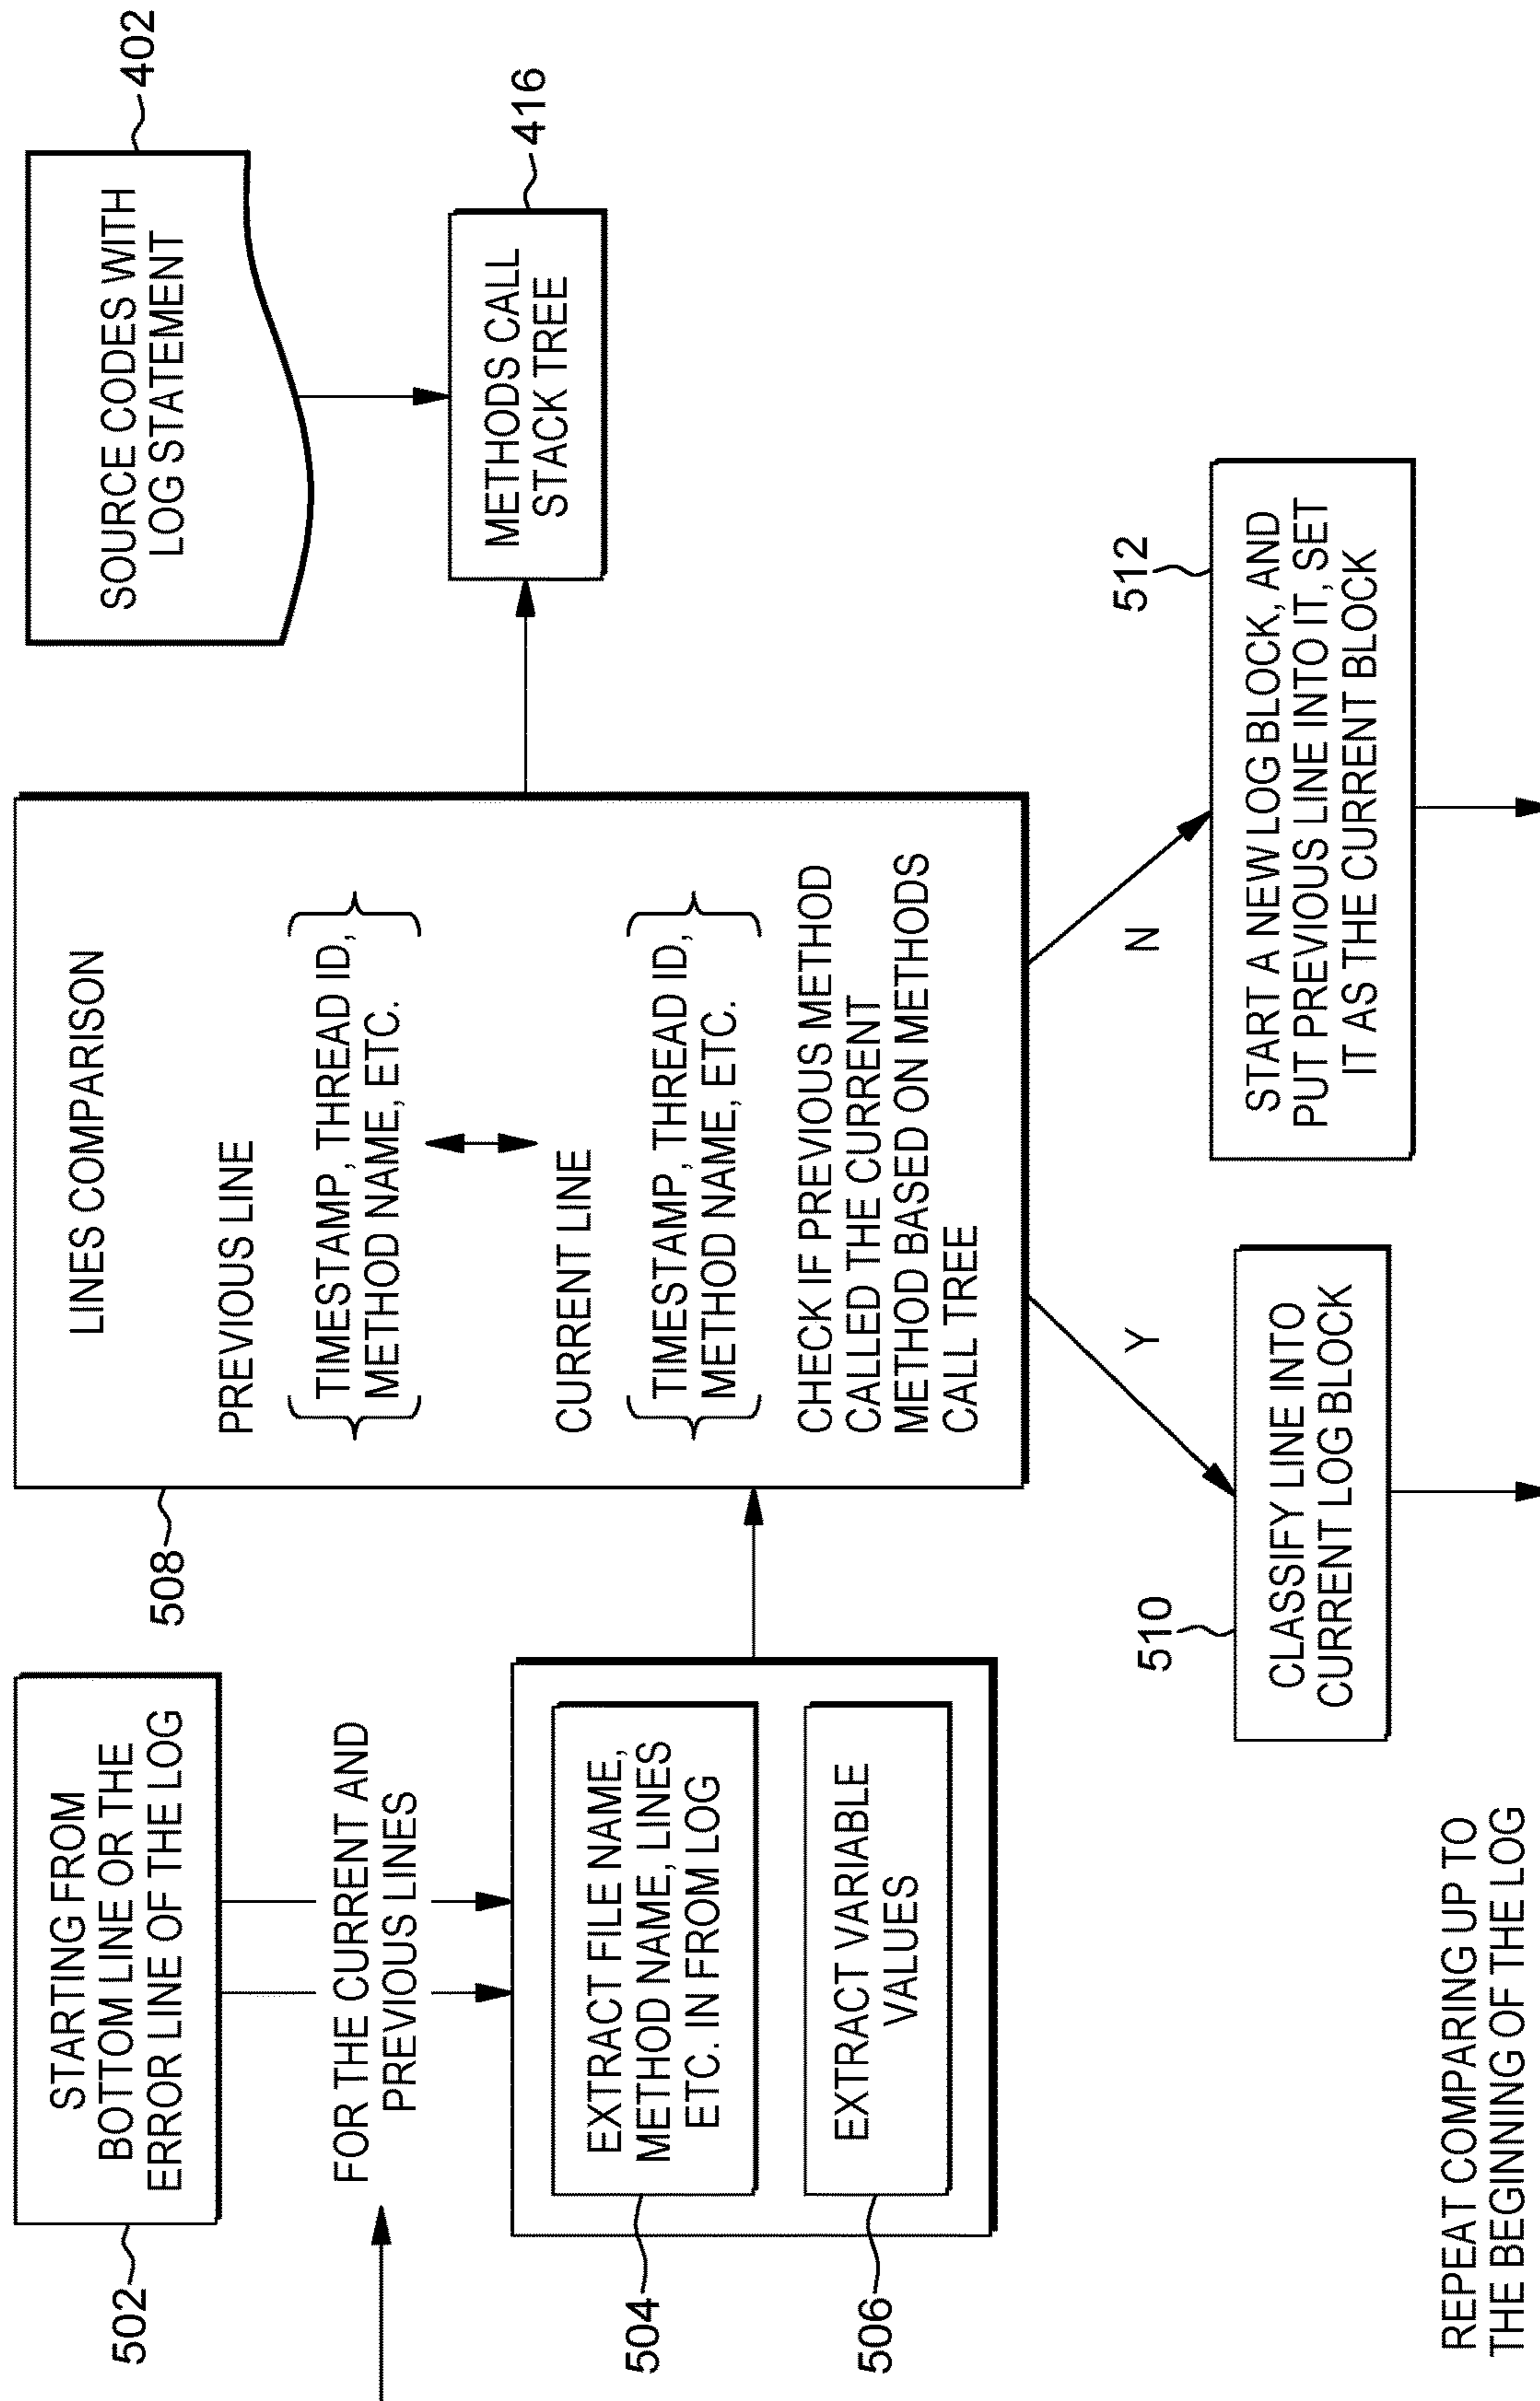 502
STARTING FROM
BOTTOM LINE OR THE
ERROR LINE OF THE LOG
FOR THE CURRENT AND
PREVIOUS LINES
504
EXTRACT FILE NAME,
METHOD NAME, LINES
ETC. IN FROM LOG
506
EXTRACT VARIABLE
VALUES
508
LINES COMPARISON
PREVIOUS LINE
TIMESTAMP, THREAD ID,
METHOD NAME, ETC.
CURRENT LINE
TIMESTAMP, THREAD ID,
METHOD NAME, ETC.
CHECK IF PREVIOUS METHOD
CALLED THE CURRENT
METHOD BASED ON METHODS
CALL TREE
SOURCE CODES WITH
LOG STATEMENT
402
METHODS CALL
STACK TREE
416
Y
N
510
CLASSIFY LINE INTO
CURRENT LOG BLOCK
512
START A NEW LOG BLOCK, AND
PUT PREVIOUS LINE INTO IT, SET
IT AS THE CURRENT BLOCK
REPEAT COMPARING UP TO
THE BEGINNING OF THE LOG